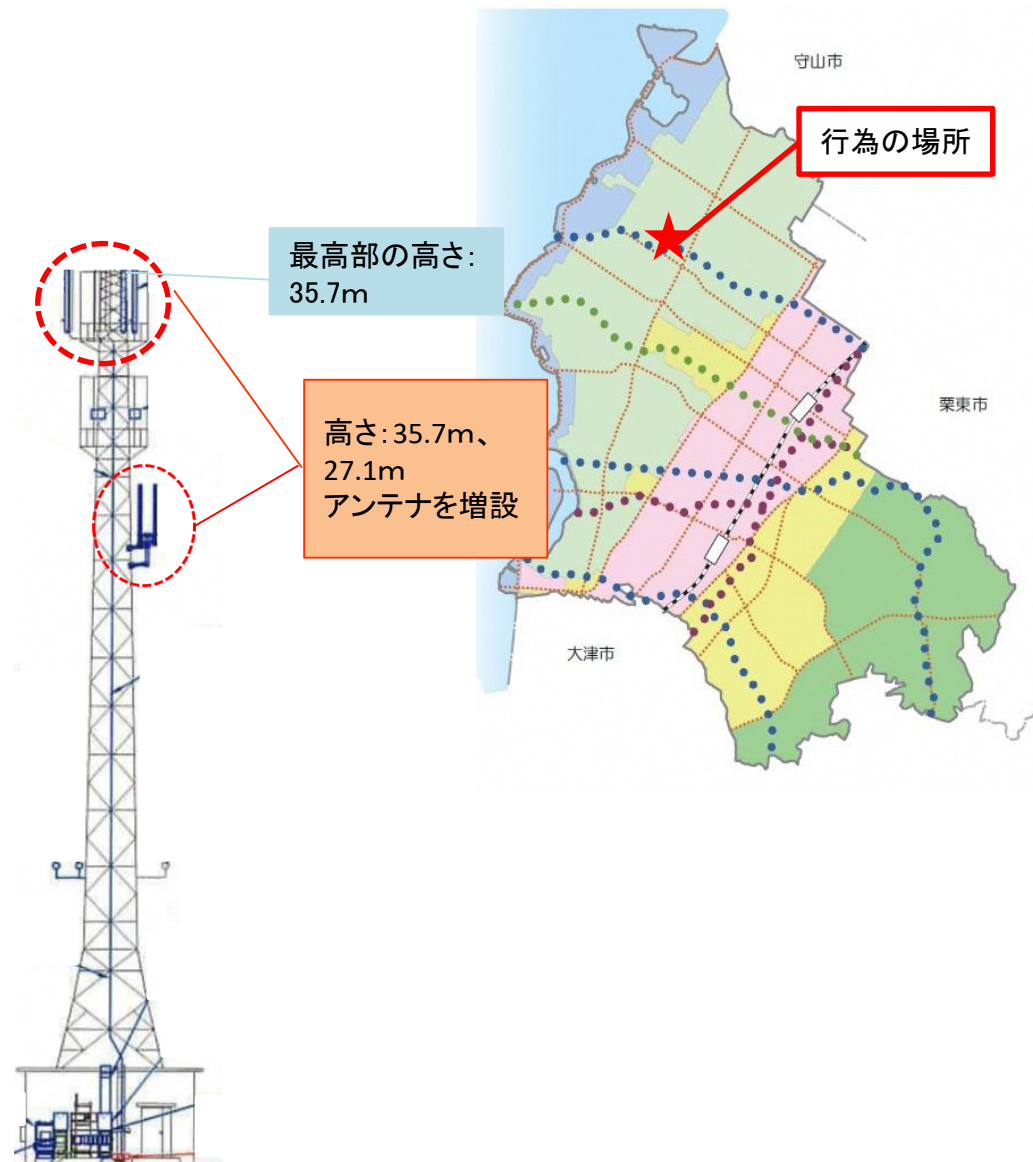 守山市
行為の場所
最高部の高さ:
35.7m
高さ:35.7m、
27.1m
アンテナを増設
栗東市
大津市